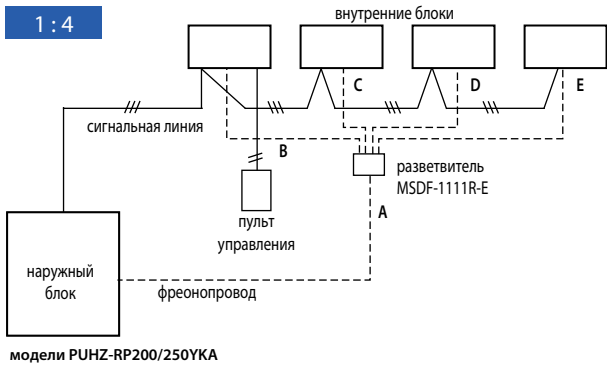 1 : 4
внутренние блоки
C
D
E
сигнальная линия
B
разветвитель
MSDF-1111R-E
A
пульт
управления
наружный
блок
фреонопровод
модели PUHZ-RP200/250YKA